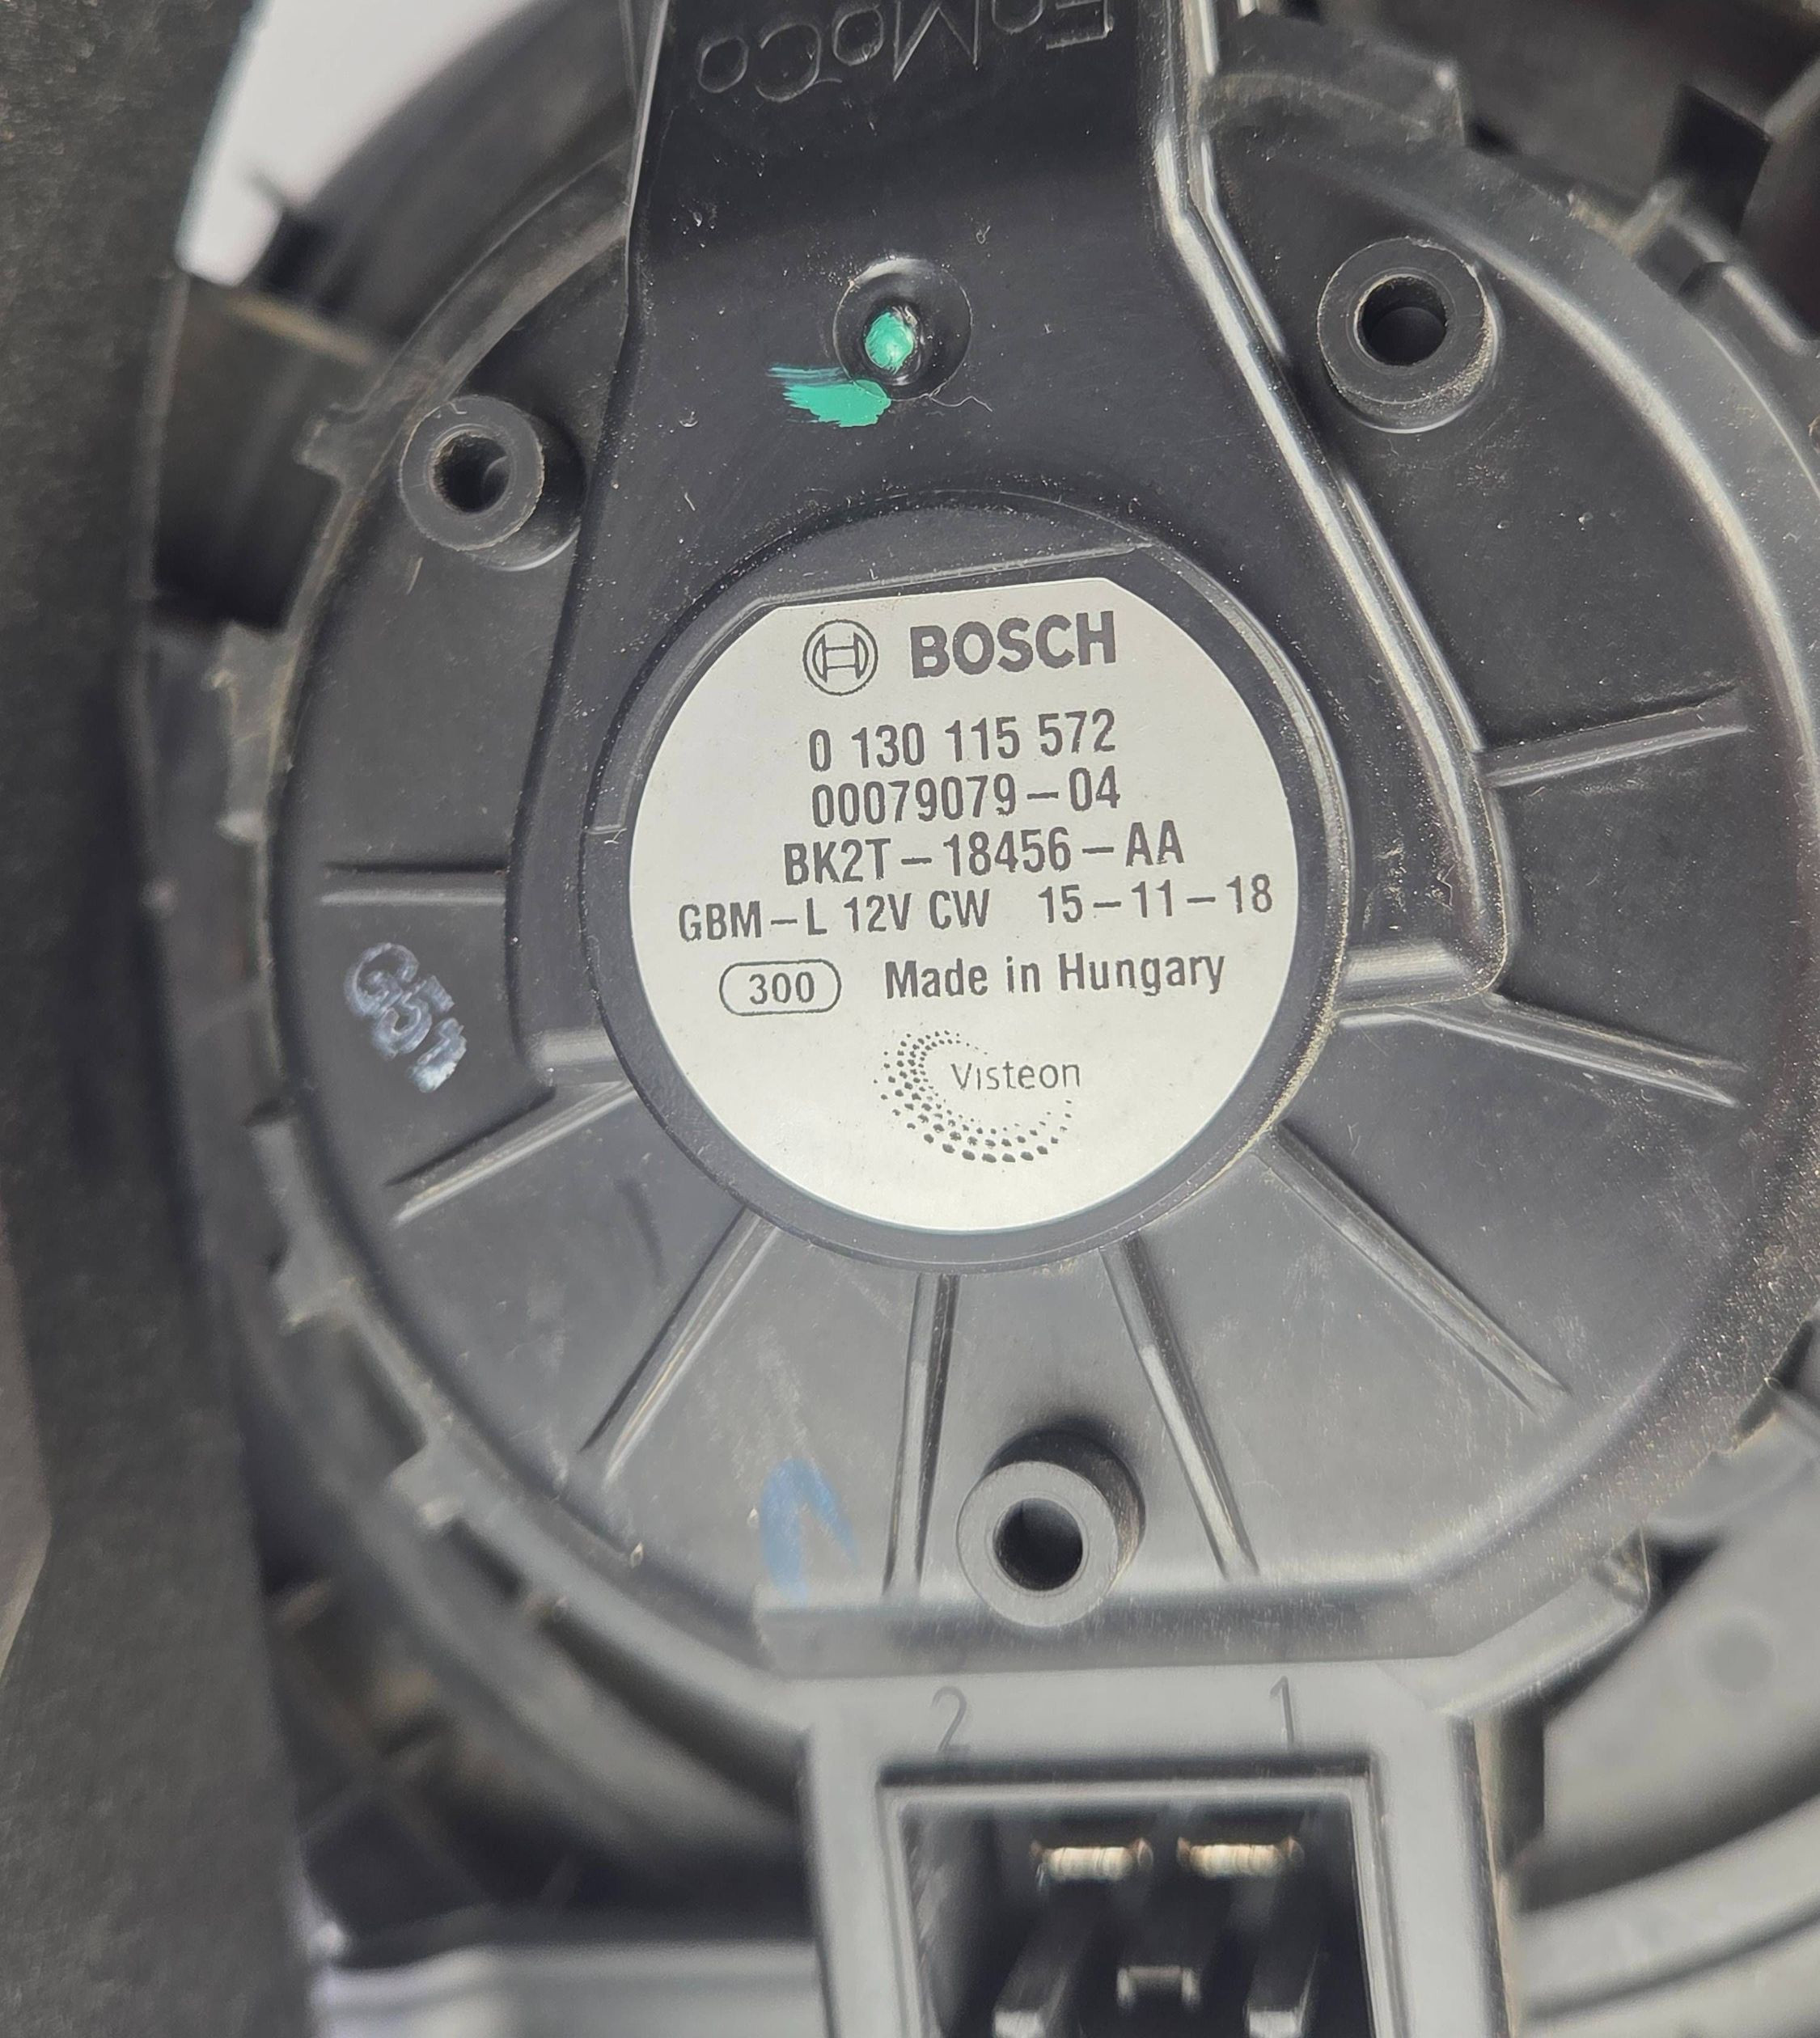 FoMoCo
BOSCH
0 130 115 572
00079079-04
BK2T-18456-AA
GBM-L 12V CW 15-11-18
300 Made in Hungary
Visteon
2 1